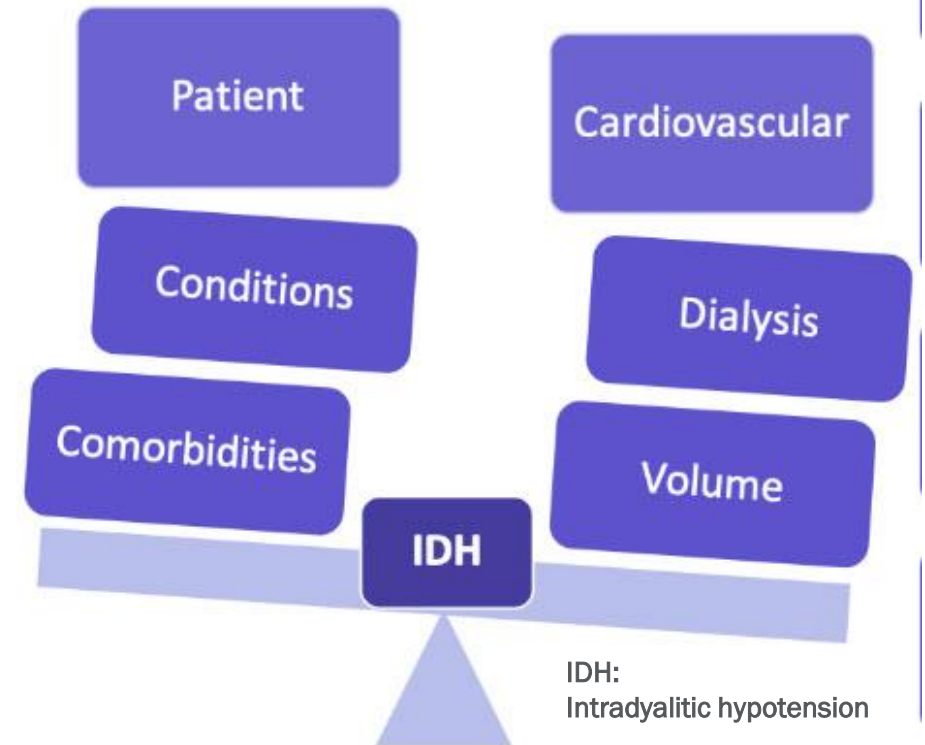 Patient
Cardiovascular
Conditions
Dialysis
Comorbidities
Volume
IDH
IDH:
Intradyalitic hypotension